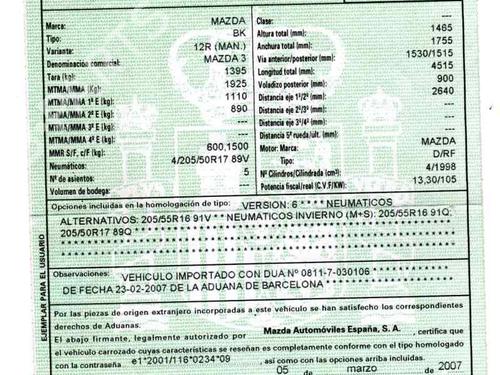 Marca: MAZDA
Tipo: BK
Variante: 12R (MAN.)
Denominación comercial: MAZDA 3
Tara (kg): 1395
MTMA/MMA (Kg): 1925
MTMA/MMA 1º E (kg): 1110
MTMA/MMA 2º E (kg): 890
MTMA/MMA 3º E (kg): ---
MTMA/MMA 4º E (kg): ---
MMR S/F, c/F (kg): 600,1500
Neumáticos: 4/205/50R17 89V
Nº de asientos: 5
Volumen de bodega: ---
Clase: ---
Altura total (mm): 1465
Anchura total (mm): 1755
Vía anterior/posterior (mm): 1530/1515
Longitud total (mm): 4515
Voladizo posterior (mm): 900
Distancia eje 1º/2º (mm): 2640
Distancia eje 2º/3º (mm): ---
Distancia eje 3º/4º (mm): ---
Distancia 5ª rueda/últ. (mm): ---
Motor: Marca: MAZDA
Tipo: D/RF
Nº Cilindros/Cilindrada (cm³): 4/1998
Potencia fiscal/real (C.V.F/KW): 13,30/105
Opciones incluidas en la homologación de tipo: VERSION: 6 * * * NEUMATICOS
ALTERNATIVOS: 205/55R16 91V * * NEUMATICOS INVIERNO (M+S): 205/55R16 91Q,
205/50R17 89Q
Observaciones: VEHICULO IMPORTADO CON DUA Nº 0811-7-030106
DE FECHA 23-02-2007 DE LA ADUANA DE BARCELONA
EJEMPLAR PARA EL USUARIO
Por las piezas de origen extranjero incorporadas a este vehículo se han satisfecho los correspondientes
derechos de Aduanas.
El abajo firmante, legalmente autorizado por Mazda Automóviles España, S. A., certifica que
el vehículo carrozado cuyas características se reseñan es completamente conforme con el tipo homologado
con la contraseña e1*2001/116*0234*09 , así como con las opciones arriba incluidas.
05 de marzo de 2007